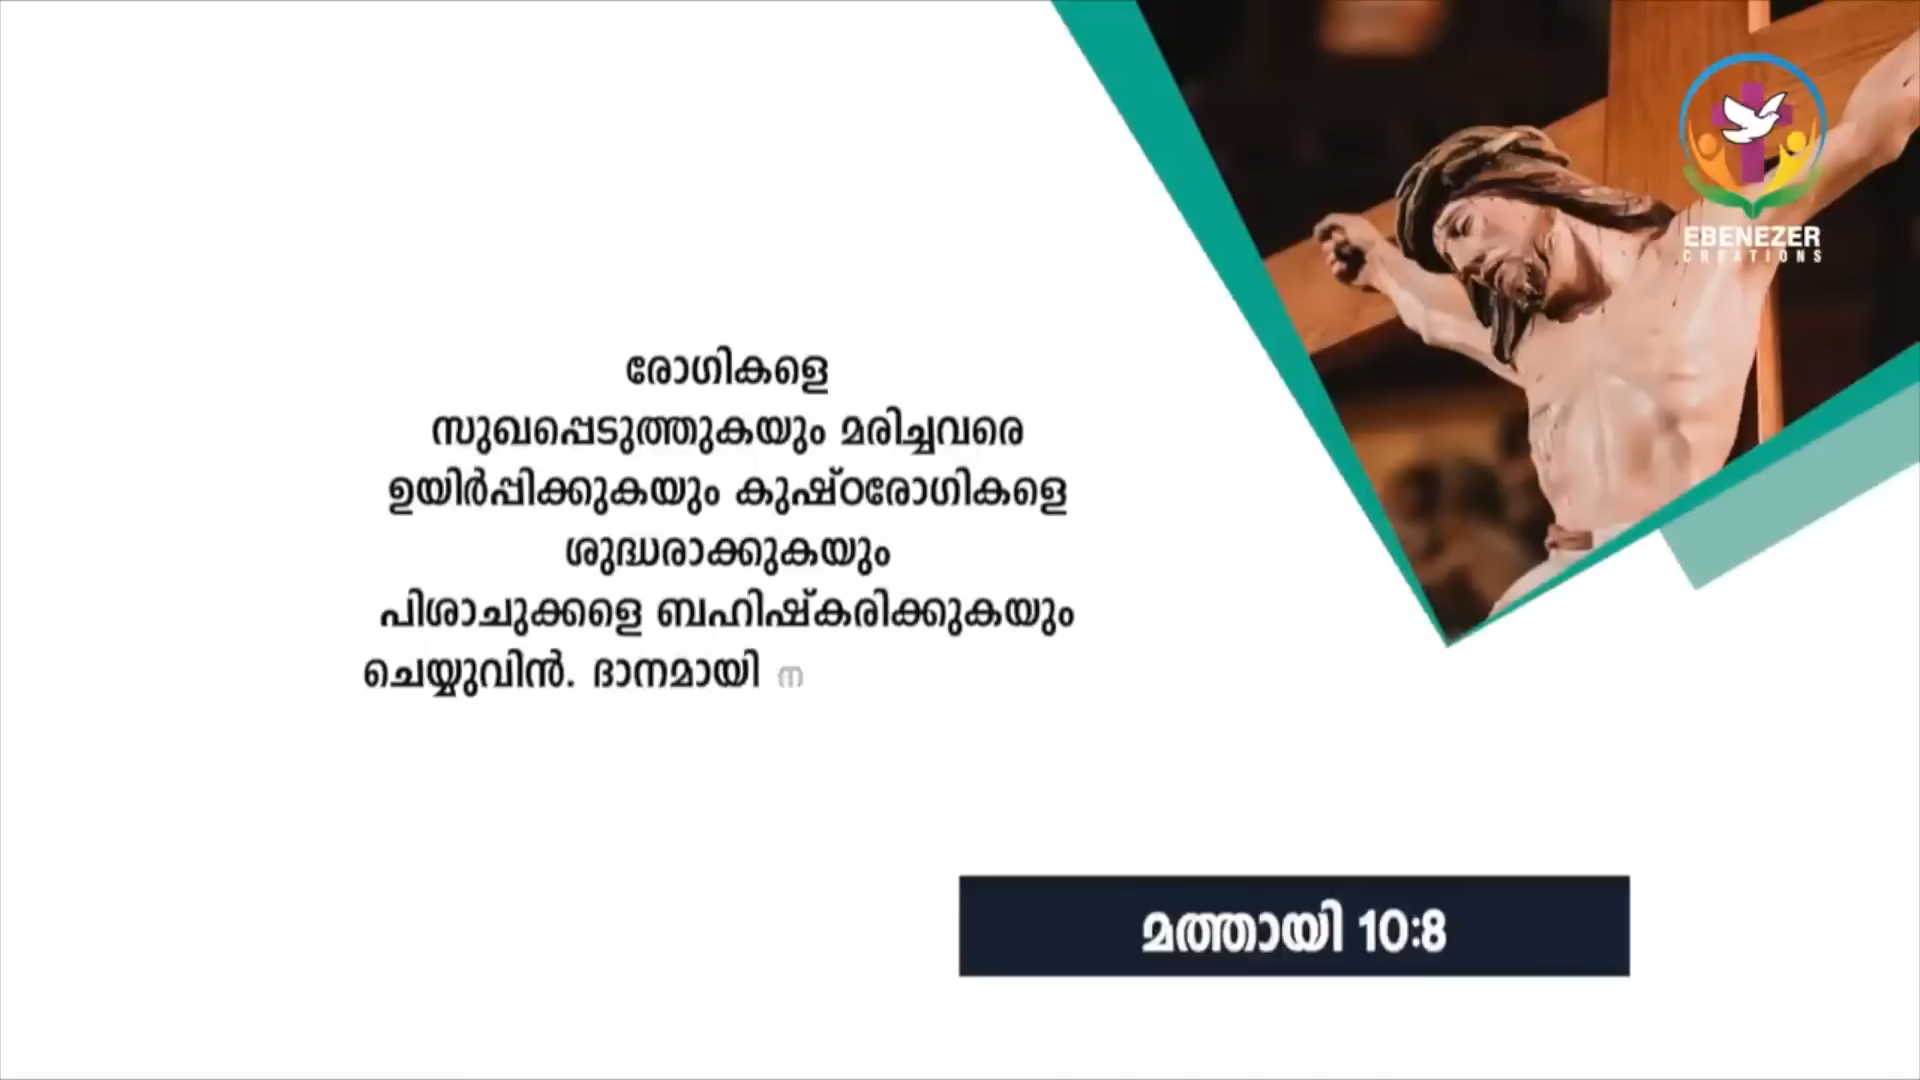 EBENEZER
CREATIONS
രോഗികളെ
സുഖപ്പെടുത്തുകയും മരിച്ചവരെ
ഉയിർപ്പിക്കുകയും കുഷ്ഠരോഗികളെ
ശുദ്ധരാക്കുകയും
പിശാചുക്കളെ ബഹിഷ്കരിക്കുകയും
ചെയ്യുവിൻ. ദാനമായി ന
മത്തായി 10:8